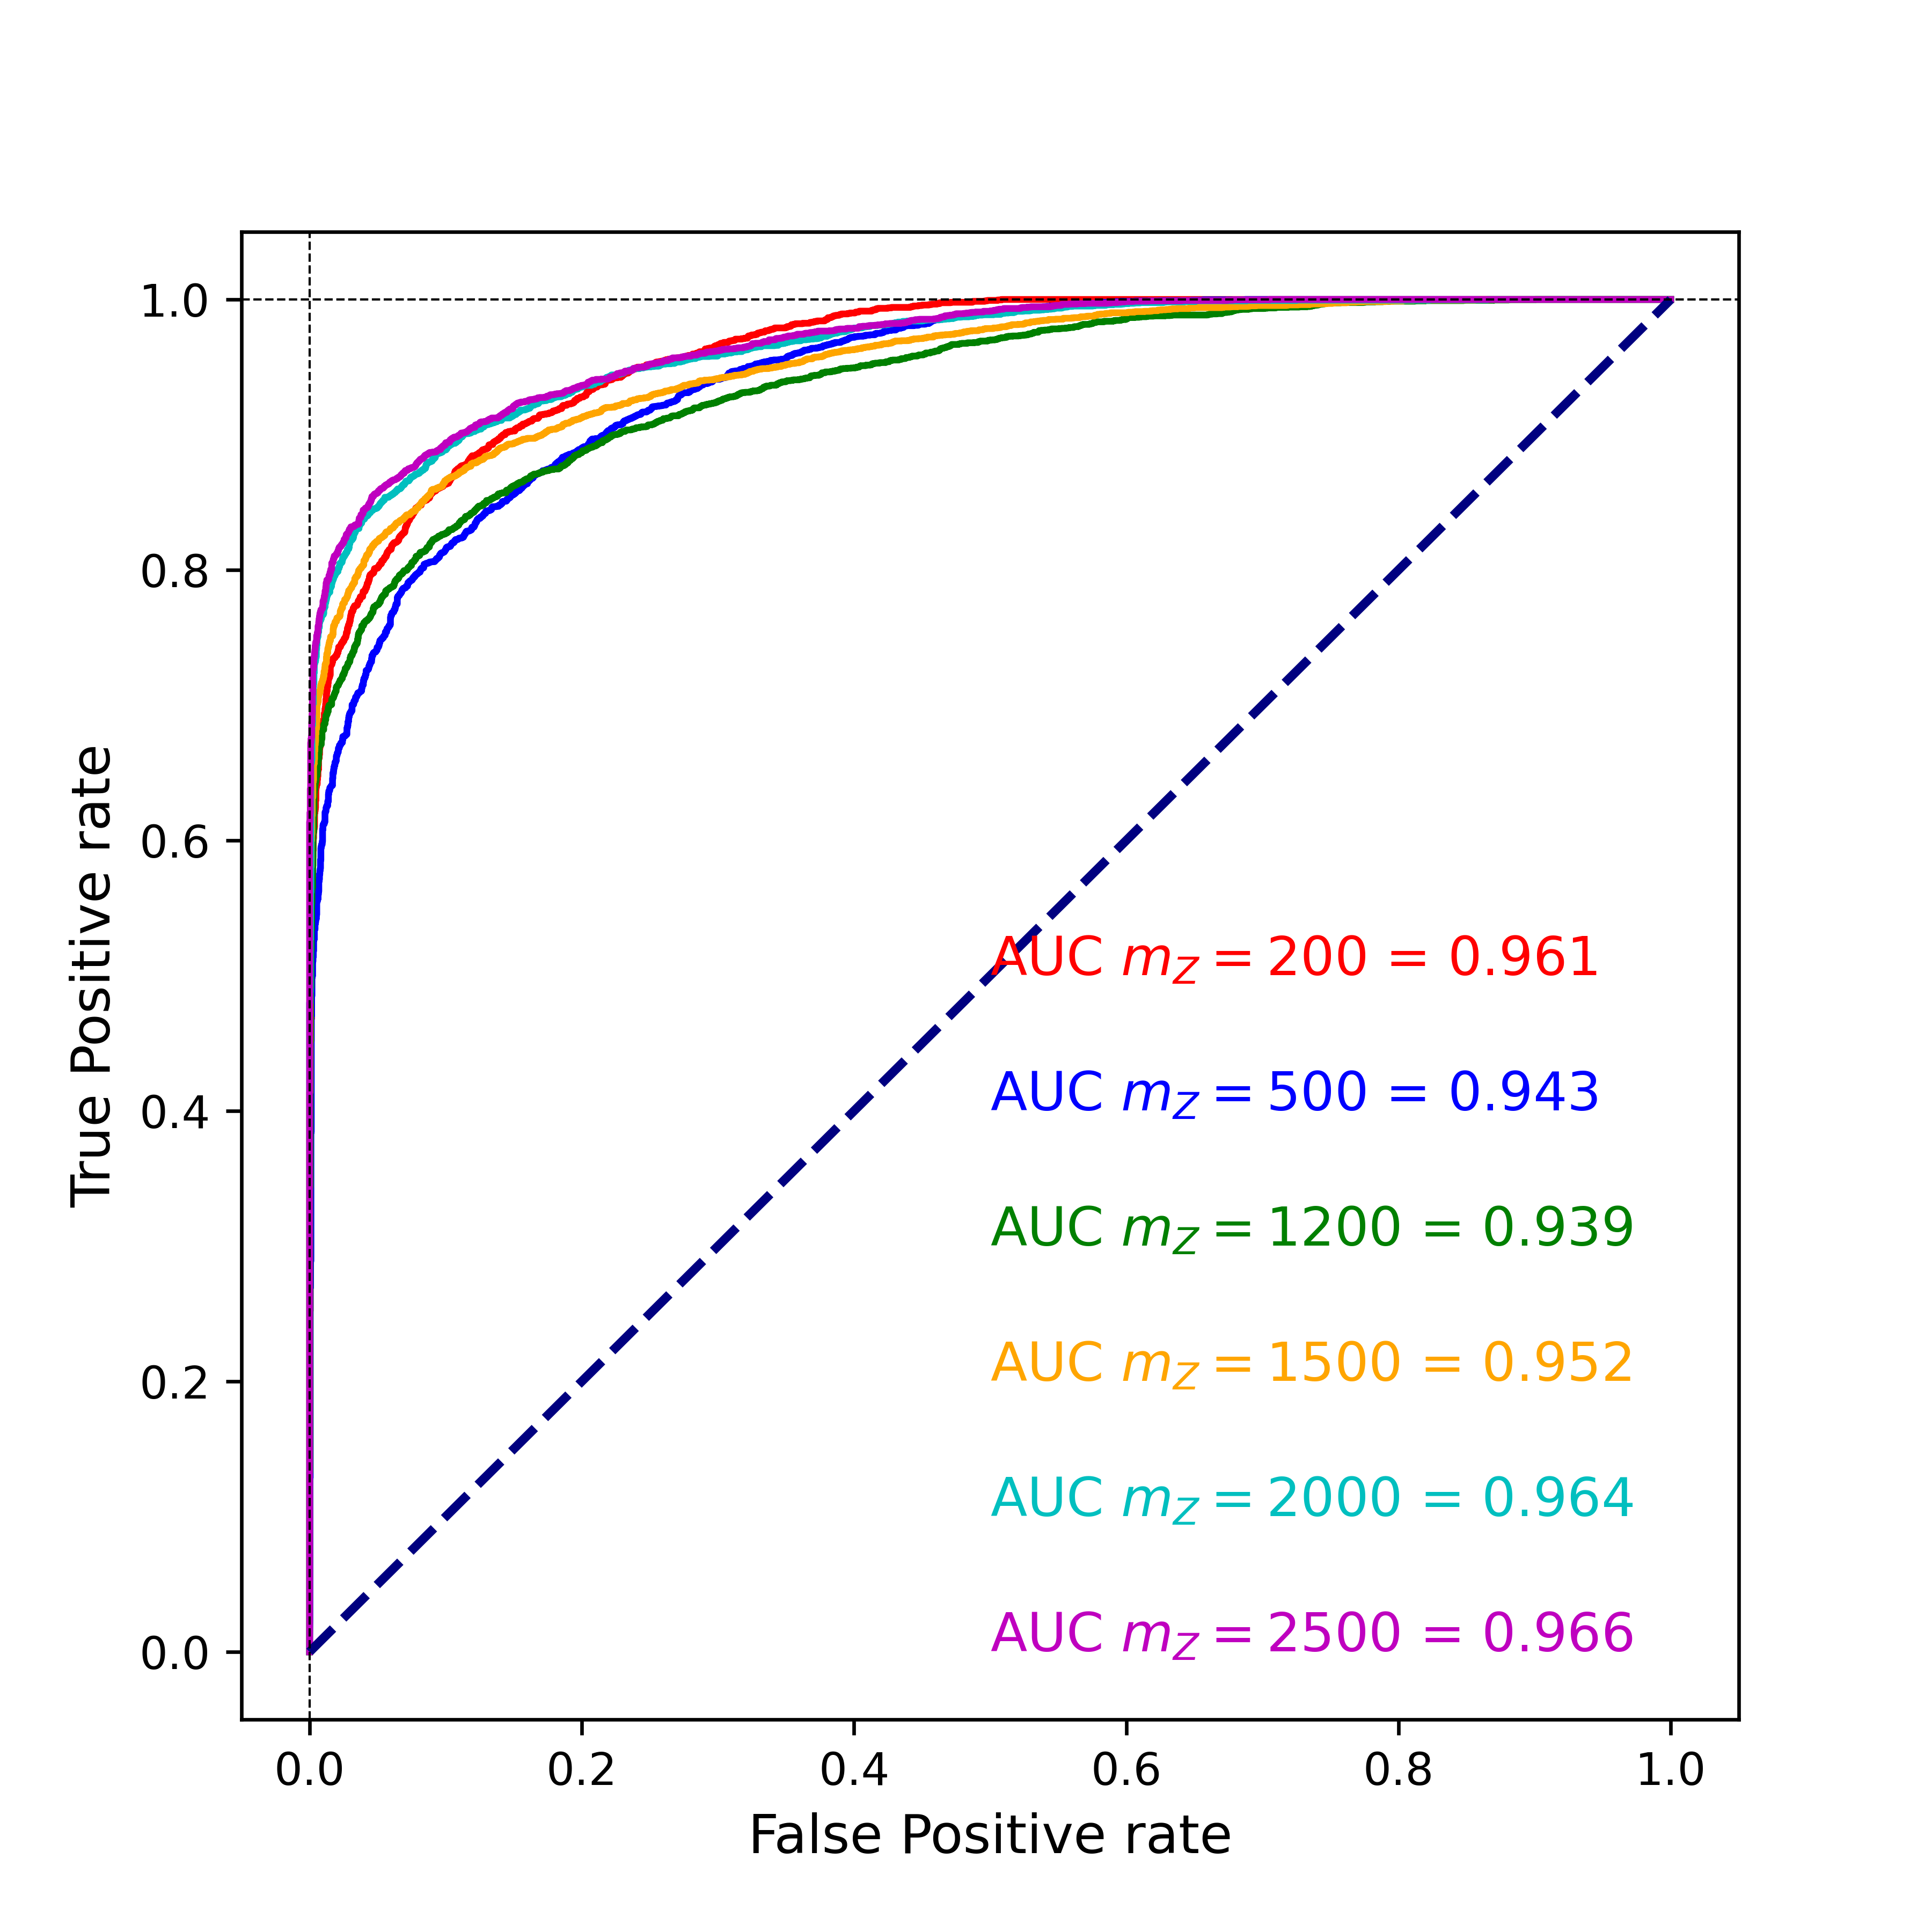 1.0
0.8
0.6
0.4
0.2
0.0
True Positive rate
AUC m_Z = 200 = 0.961
AUC m_Z = 500 = 0.943
AUC m_Z = 1200 = 0.939
AUC m_Z = 1500 = 0.952
AUC m_Z = 2000 = 0.964
AUC m_Z = 2500 = 0.966
0.0 0.2 0.4 0.6 0.8 1.0
False Positive rate